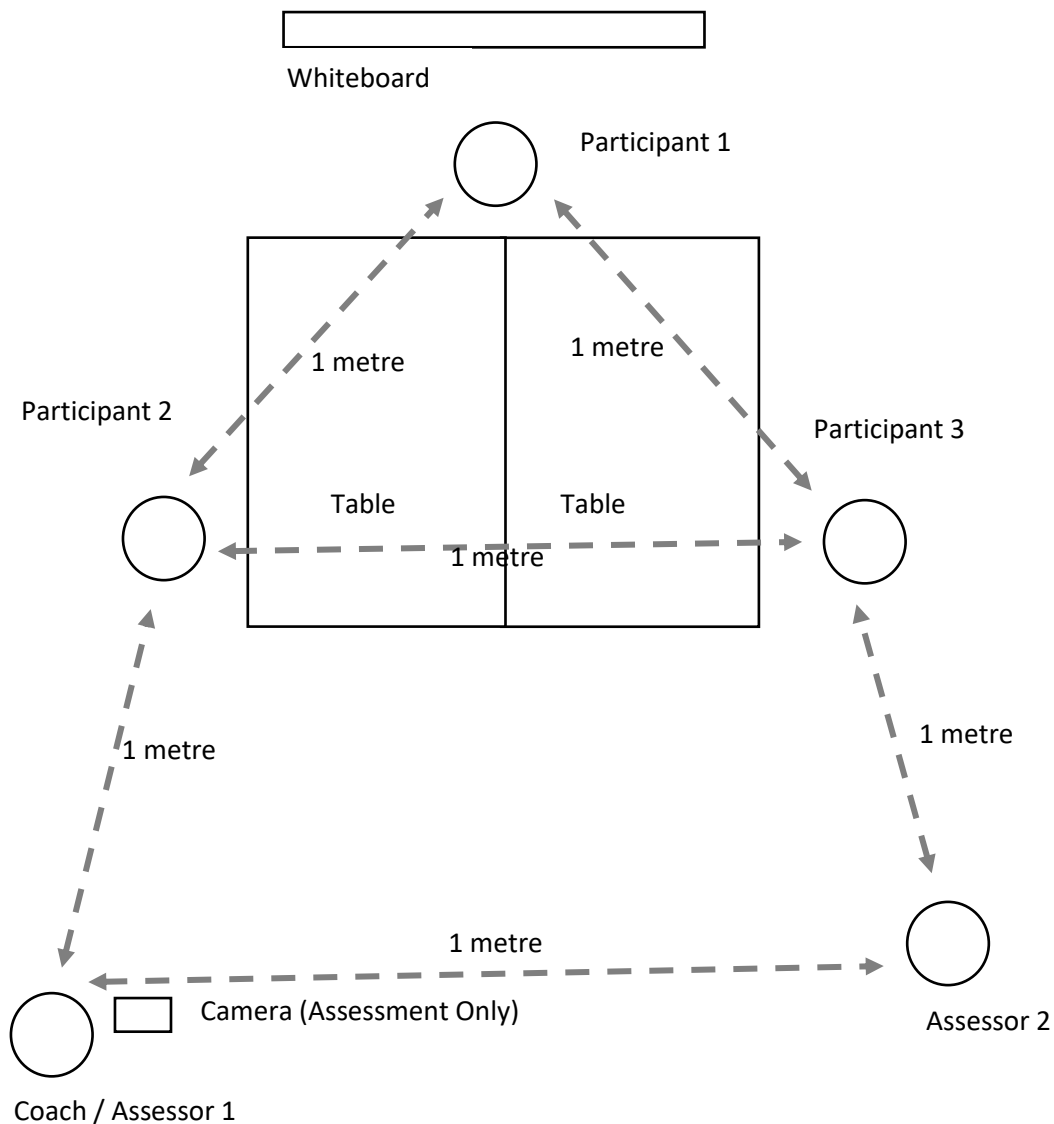 Whiteboard
Participant 1
1 metre
1 metre
Participant 2
Participant 3
Table
Table
1 metre
1 metre
1 metre
1 metre
Camera (Assessment Only)
Assessor 2
Coach / Assessor 1